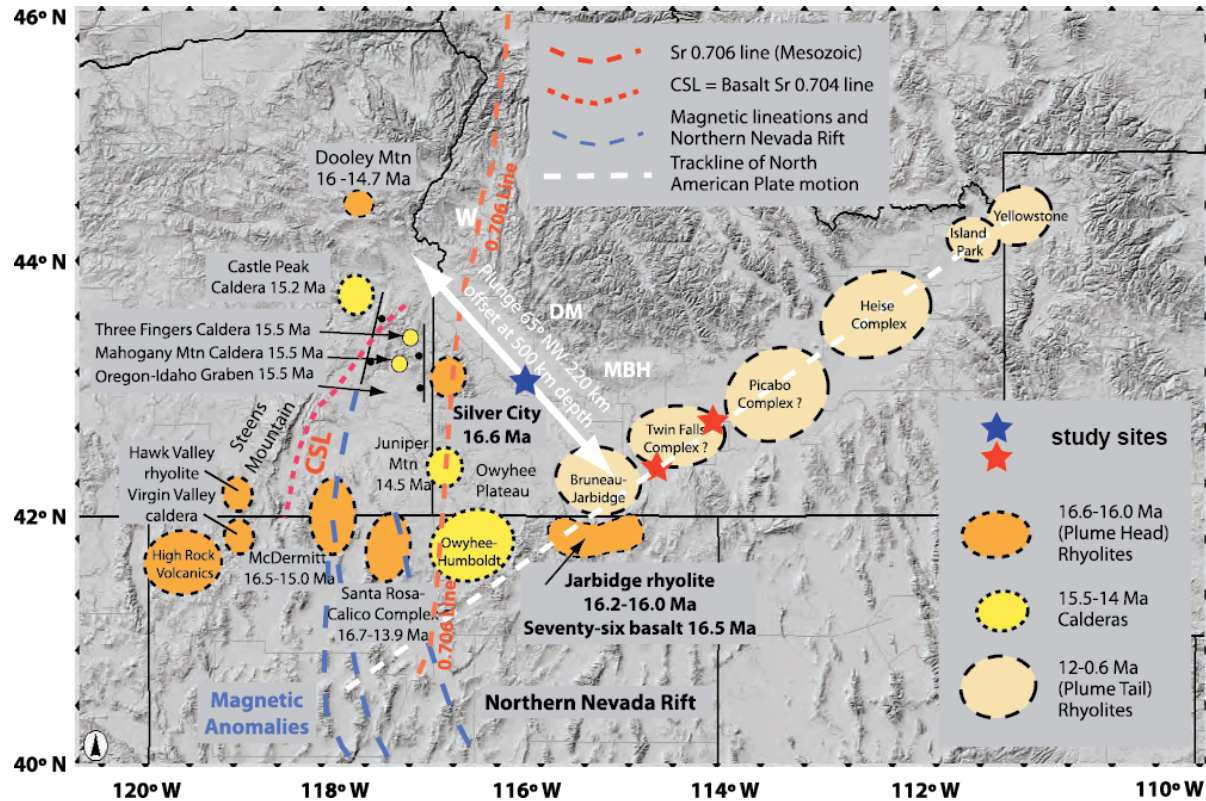 46° N
44° N
42° N
40° N
120° W
118° W
116° W
114° W
112° W
110° W
Sr 0.706 line (Mesozoic)
CSL = Basalt Sr 0.704 line
Magnetic lineations and
Northern Nevada Rift
Trackline of North
American Plate motion
Dooley Mtn
16 -14.7 Ma
W
0.706 Line
Yellowstone
Island
Park
Castle Peak
Caldera 15.2 Ma
Plunge 65° NW- 220 km
offset at 500 km depth
DM
Heise
Complex
Three Fingers Caldera 15.5 Ma
Mahogany Mtn Caldera 15.5 Ma
Oregon-Idaho Graben 15.5 Ma
MBH
Picabo
Complex ?
Silver City
16.6 Ma
Twin Falls
Complex ?
Steens
Mountain
CSL
Juniper
Mtn
14.5 Ma
Owyhee
Plateau
Hawk Valley
rhyolite
Virgin Valley
caldera
Bruneau-
Jarbidge
High Rock
Volcanics
McDermitt
16.5-15.0 Ma
Owyhee-
Humboldt
Santa Rosa-
Calico Complex
16.7-13.9 Ma
0.706 Line
Jarbidge rhyolite
16.2-16.0 Ma
Seventy-six basalt 16.5 Ma
Magnetic
Anomalies
Northern Nevada Rift
study sites
16.6-16.0 Ma
(Plume Head)
Rhyolites
15.5-14 Ma
Calderas
12-0.6 Ma
(Plume Tail)
Rhyolites